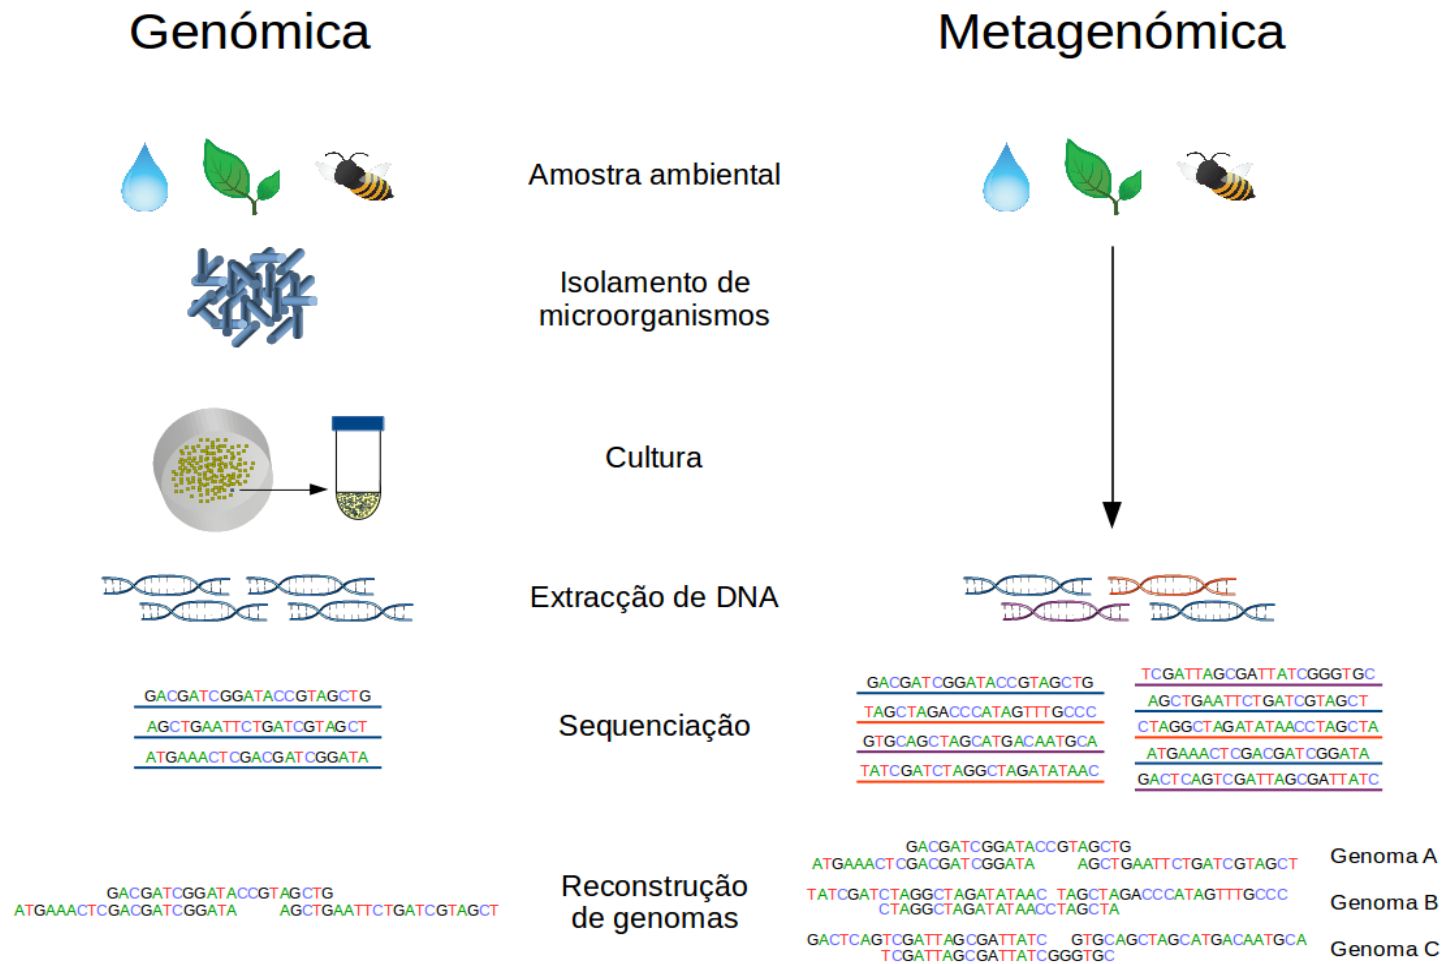 Genómica
Metagenómica
Amostra ambiental
Isolamento de
microorganismos
Cultura
Extracção de DNA
Sequenciação
GACGATCGGATACCGTAGCTG
AGCTGAATTCTGATCGTAGCT
ATGAAACTCGACGATCGGATA
GACGATCGGATACCGTAGCTG
TAGCTAGACCCATAGTTTGCCC
GTGCAGCTAGCATGACAATGCA
TATCGATCTAGGCTAGATATAAC
TCGATTAGCGATTATCGGGTGC
AGCTGAATTCTGATCGTAGCT
CTAGGCTAGATATAACCTAGCTA
ATGAAACTCGACGATCGGATA
GACTCAGTCGATTAGCGATTATC
Reconstrução
de genomas
GACGATCGGATACCGTAGCTG
ATGAAACTCGACGATCGGATA AGCTGAATTCTGATCGTAGCT
GACGATCGGATACCGTAGCTG
ATGAAACTCGACGATCGGATA AGCTGAATTCTGATCGTAGCT
Genoma A
TATCGATCTAGGCTAGATATAAC TAGCTAGACCCATAGTTTGCCC
CTAGGCTAGATATAACCTAGCTA
Genoma B
GACTCAGTCGATTAGCGATTATC GTGCAGCTAGCATGACAATGCA
TCGATTAGCGATTATCGGGTGC
Genoma C